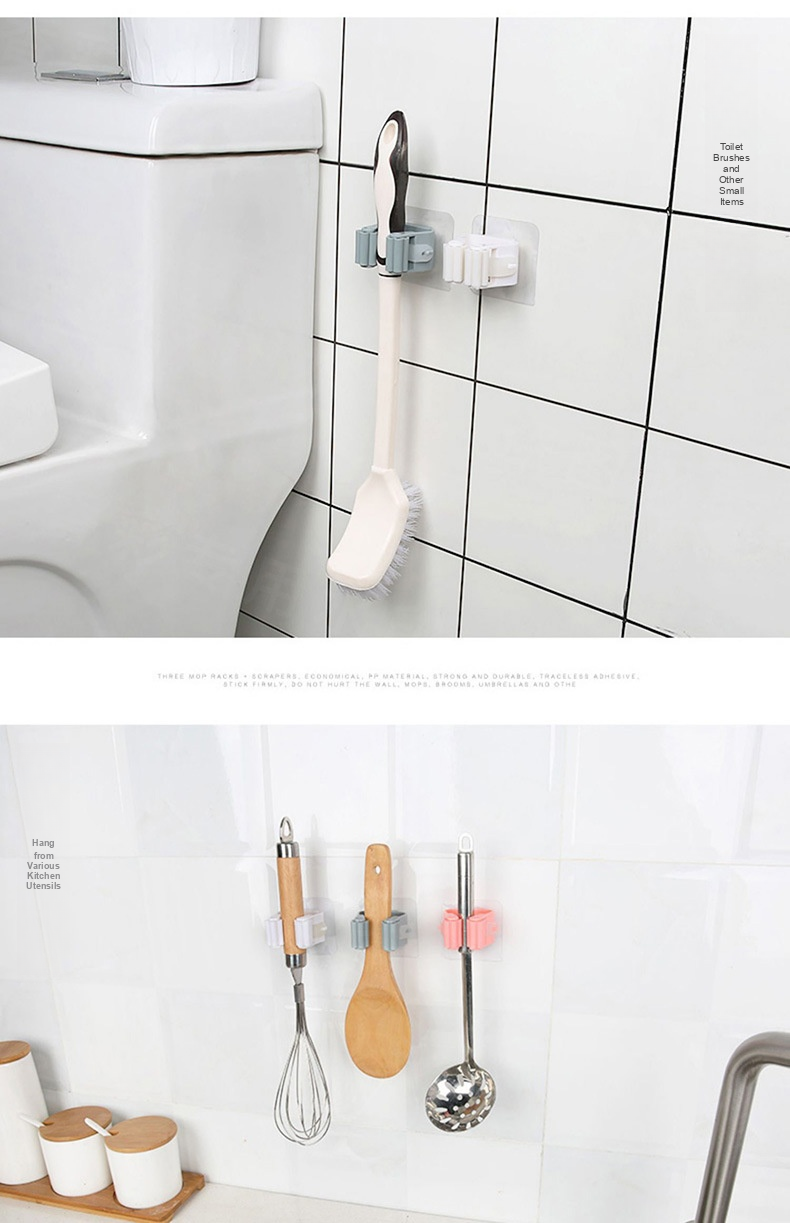 Toilet
Brushes
and
Other
Small
Items
THREE MOP RACKS + SCRAPERS, ECONOMICAL, PP MATERIAL, STRONG AND DURABLE, TRACELESS ADHESIVE,
STICK FIRMLY, DO NOT HURT THE WALL, MOPS, BROOMS, UMBRELLAS AND OTHE
Hang
from
Various
Kitchen
Utensils